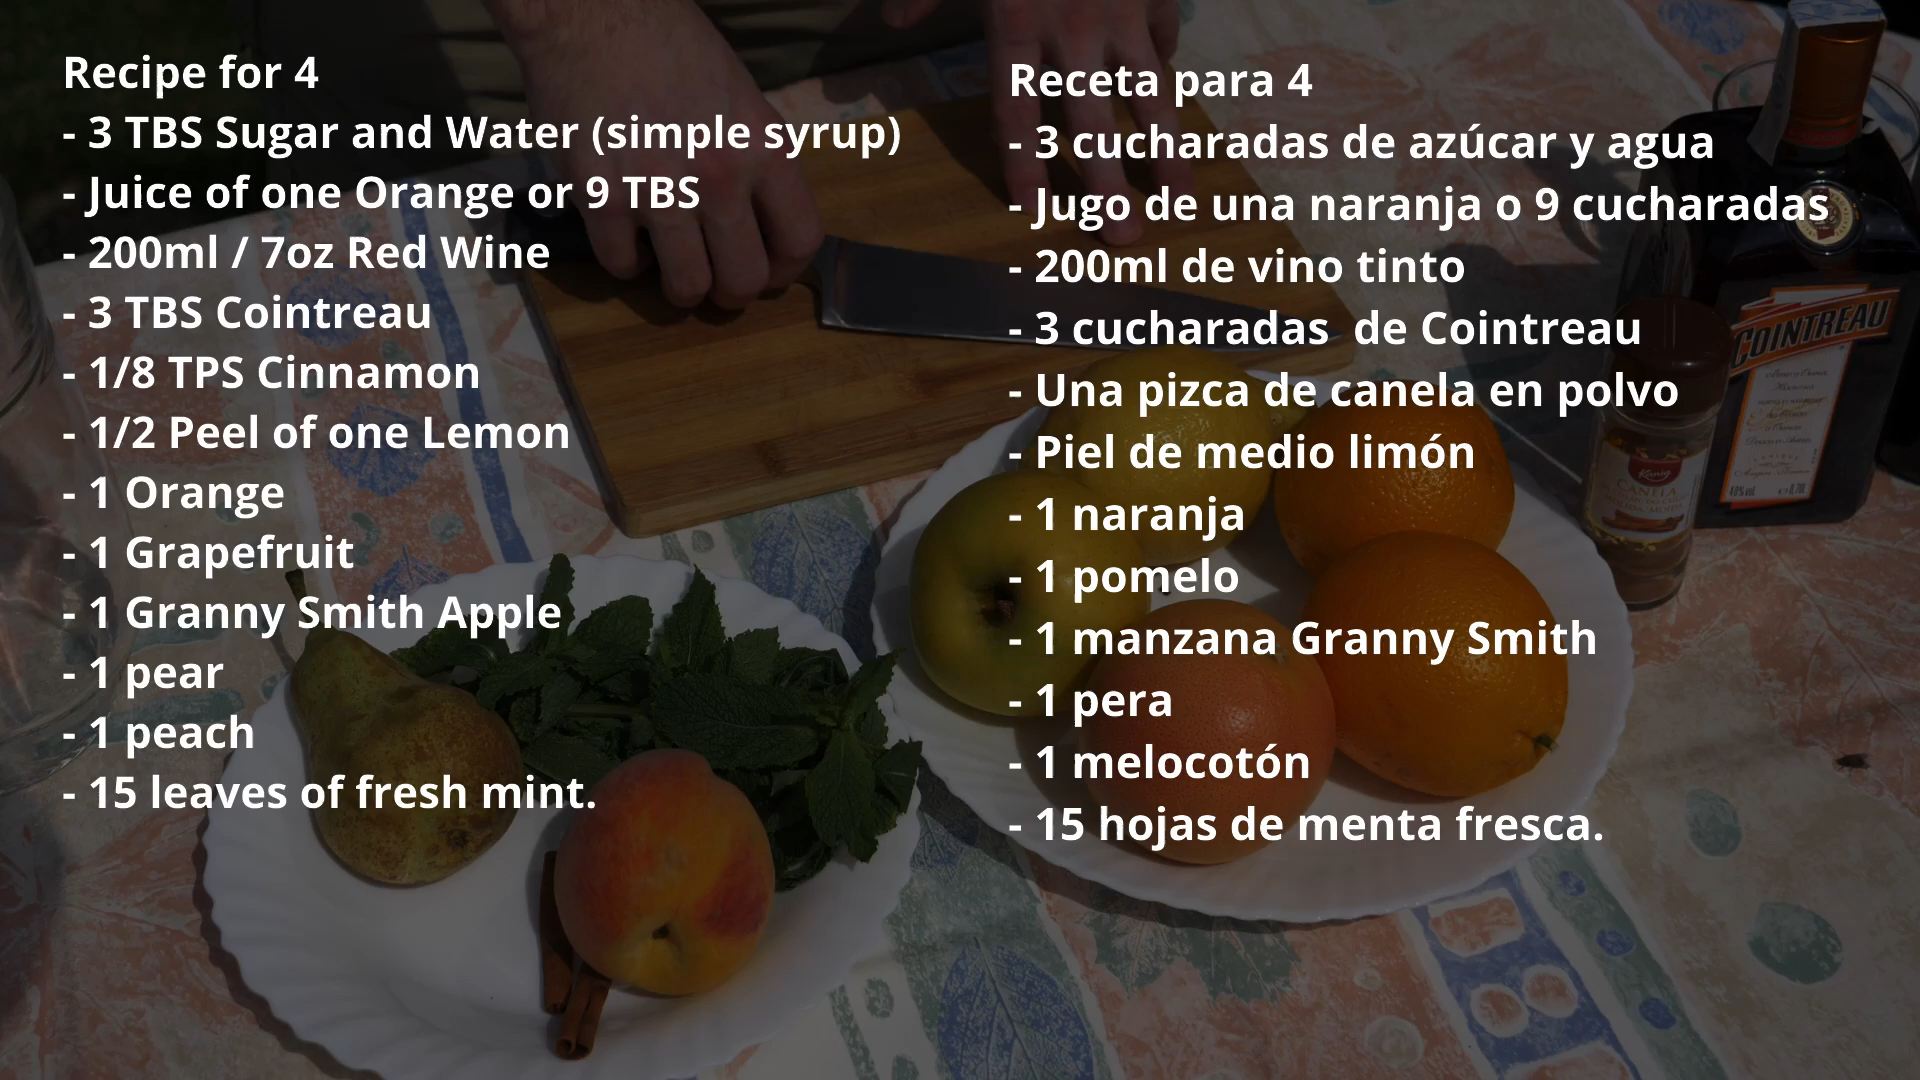 Recipe for 4
- 3 TBS Sugar and Water (simple syrup)
- Juice of one Orange or 9 TBS
- 200ml / 7oz Red Wine
- 3 TBS Cointreau
- 1/8 TPS Cinnamon
- 1/2 Peel of one Lemon
- 1 Orange
- 1 Grapefruit
- 1 Granny Smith Apple
- 1 pear
- 1 peach
- 15 leaves of fresh mint.
Receta para 4
- 3 cucharadas de azúcar y agua
- Jugo de una naranja o 9 cucharadas
- 200ml de vino tinto
- 3 cucharadas  de Cointreau
- Una pizca de canela en polvo
- Piel de medio limón
- 1 naranja
- 1 pomelo
- 1 manzana Granny Smith
- 1 pera
- 1 melocotón
- 15 hojas de menta fresca.
COINTREAU
CANELA